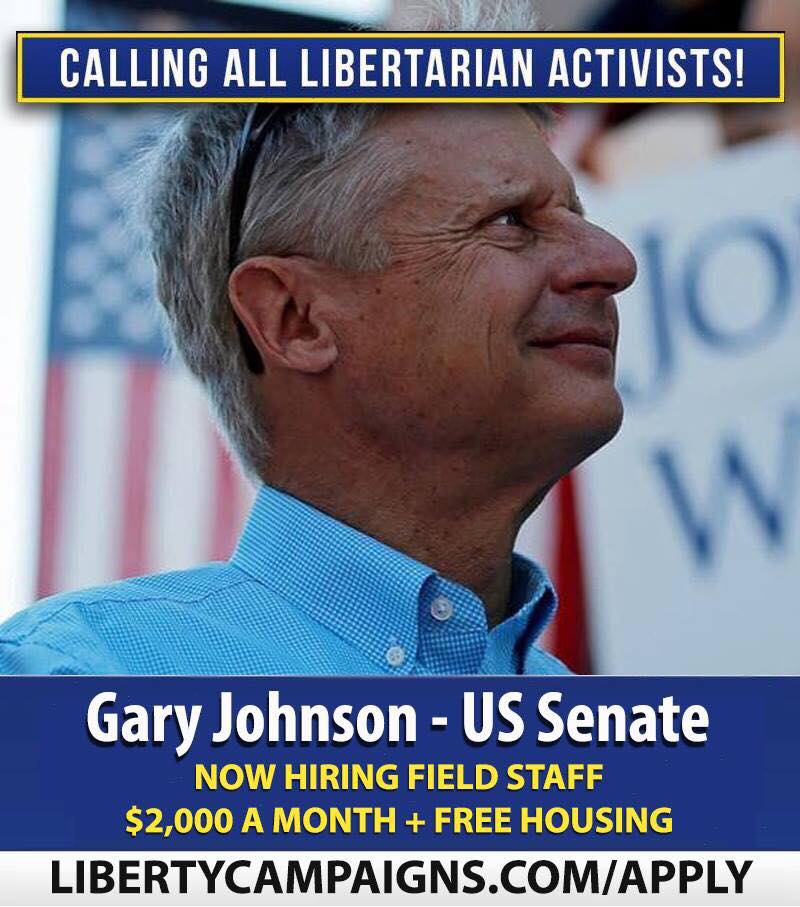 CALLING ALL LIBERTARIAN ACTIVISTS!
JO
W
Gary Johnson - US Senate
NOW HIRING FIELD STAFF
$2,000 A MONTH + FREE HOUSING
LIBERTYCAMPAIGNS.COM/APPLY